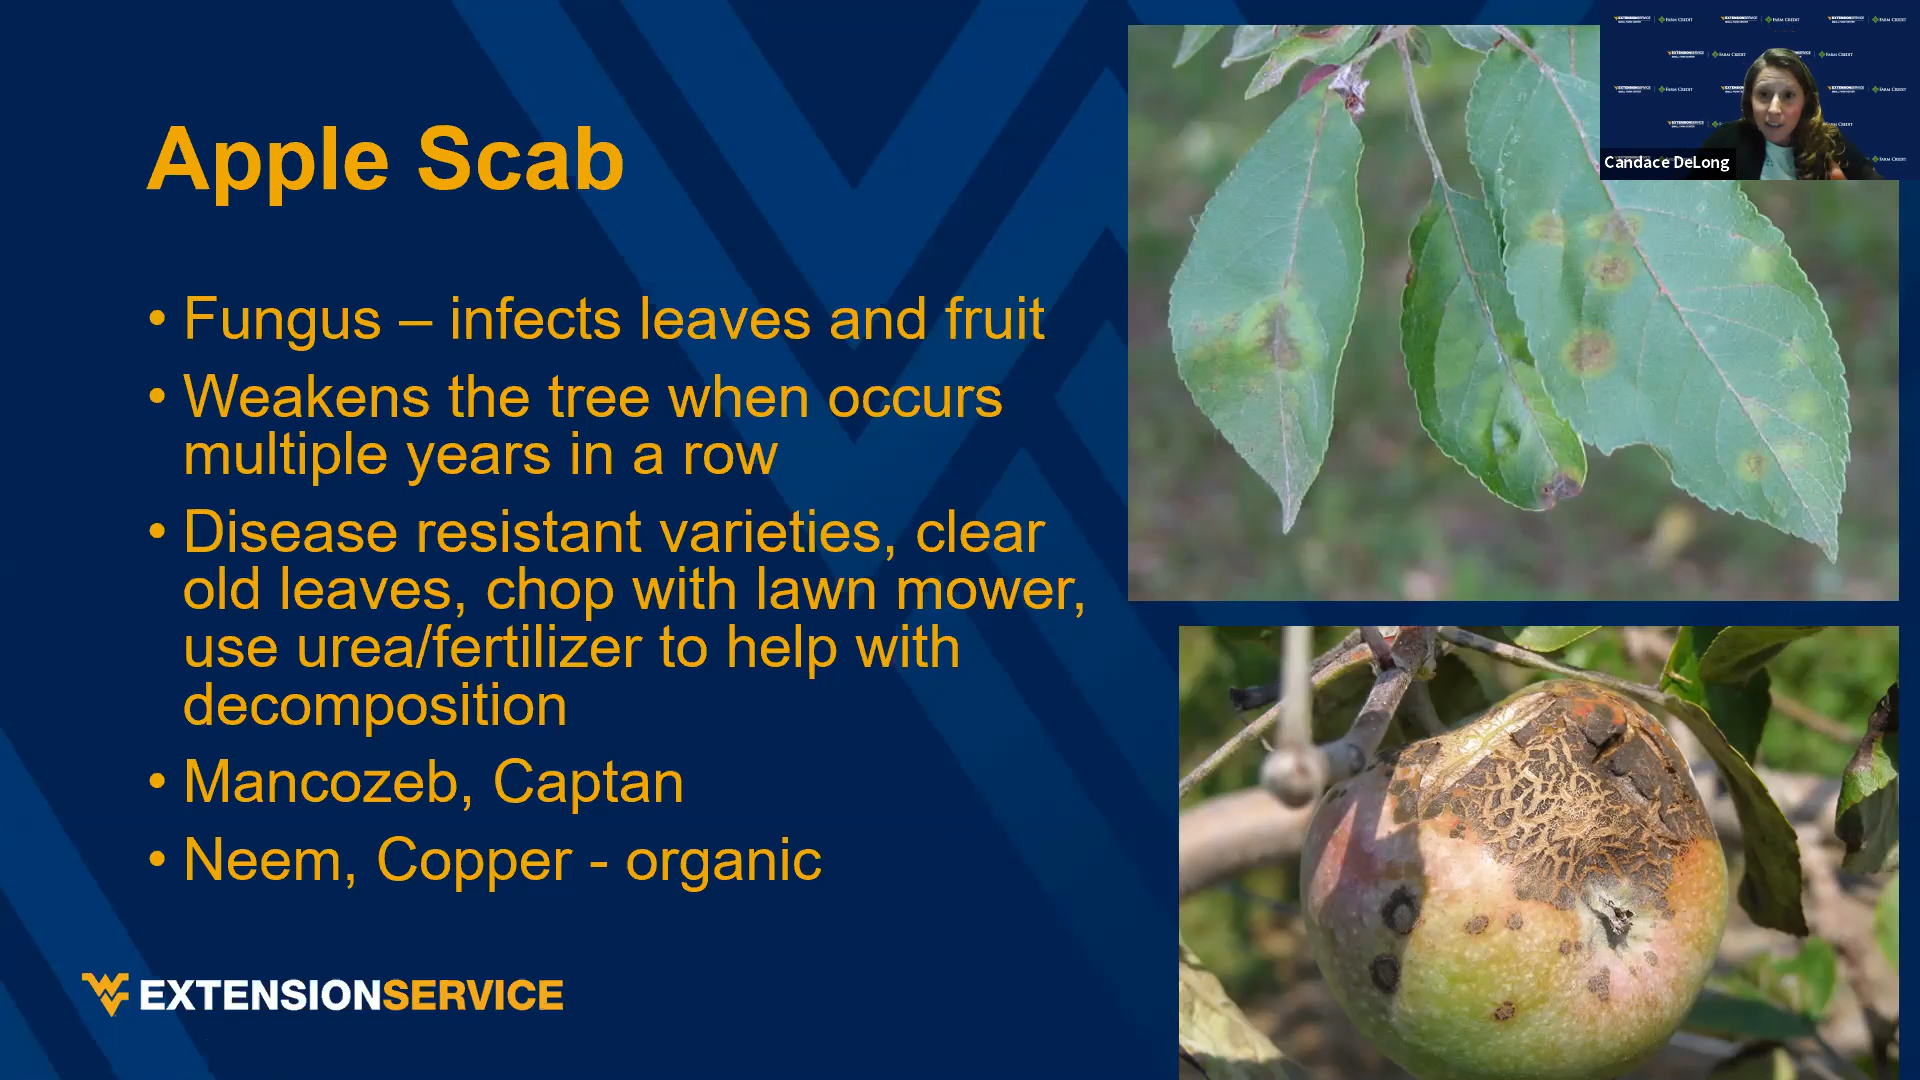 Apple Scab
• Fungus – infects leaves and fruit
• Weakens the tree when occurs
multiple years in a row
• Disease resistant varieties, clear
old leaves, chop with lawn mower,
use urea/fertilizer to help with
decomposition
• Mancozeb, Captan
• Neem, Copper - organic
EXTENSIONSERVICE
Candace DeLong